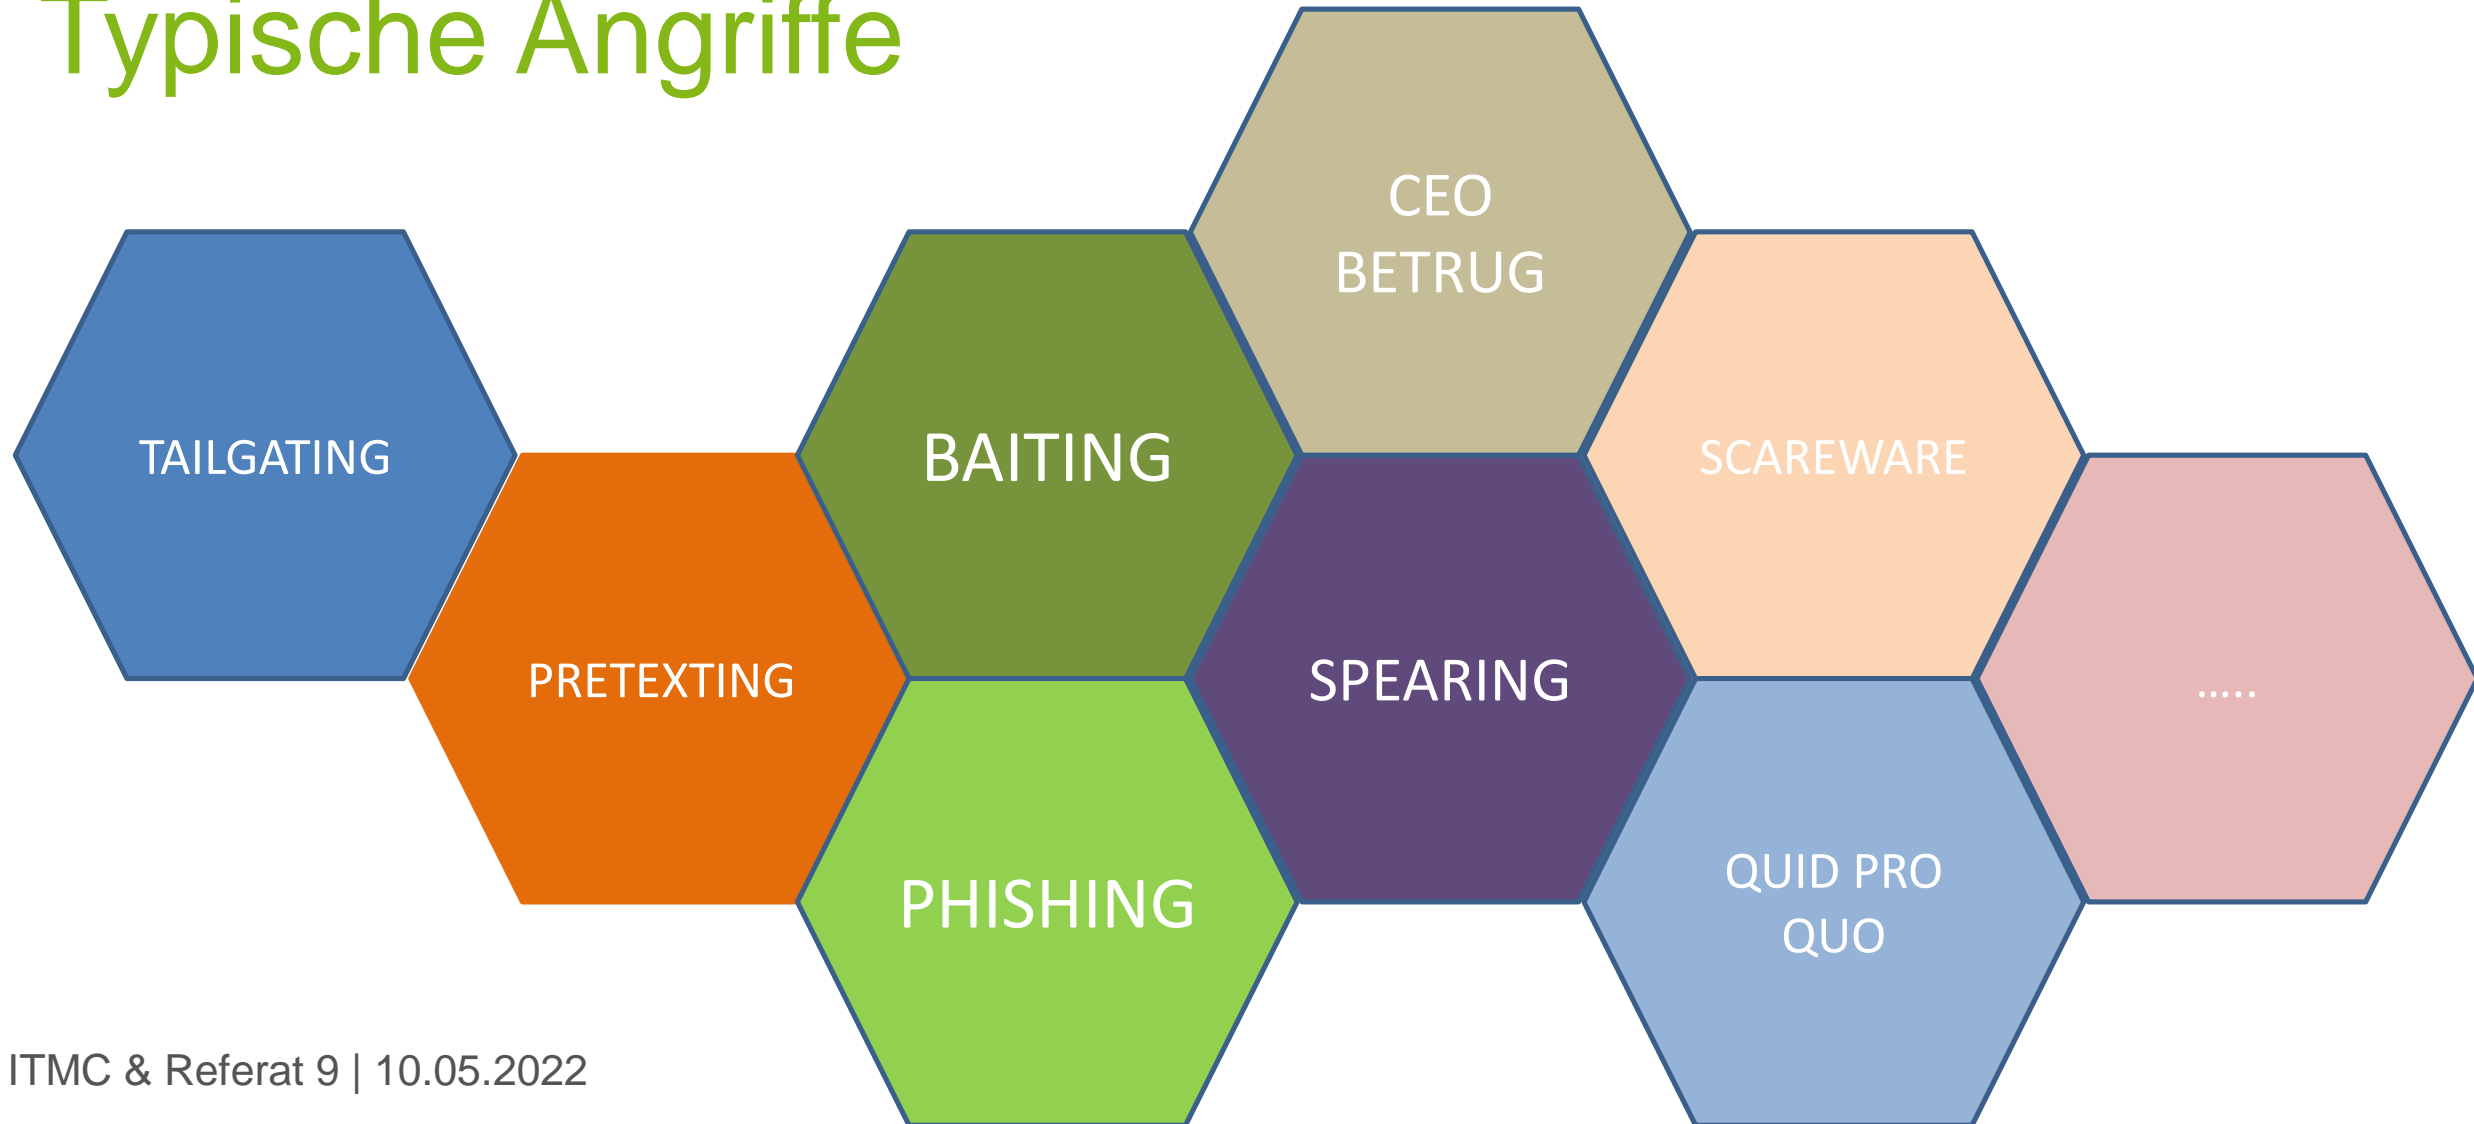 Typische Angriffe
CEO
BETRUG
TAILGATING
BAITING
SCAREWARE
PRETEXTING
SPEARING
.....
PHISHING
QUID PRO
QUO
ITMC & Referat 9 | 10.05.2022